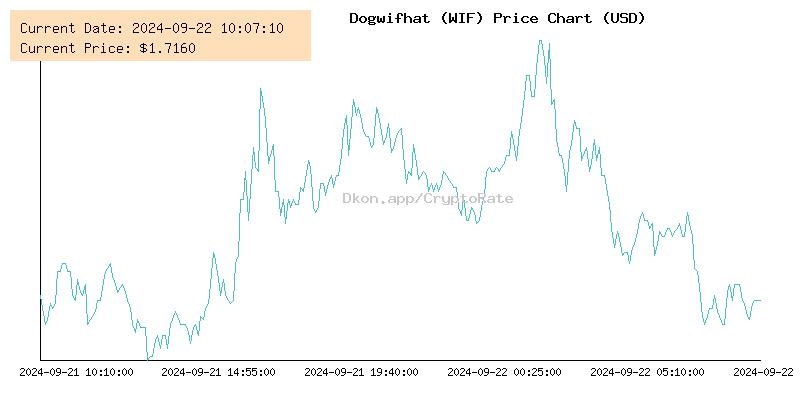 Dogwifhat (WIF) Price Chart (USD)
Current Date: 2024-09-22 10:07:10
Current Price: $1.7160
Dkon.app/CryptoRate
2024-09-21 10:10:00 2024-09-21 14:55:00 2024-09-21 19:40:00 2024-09-22 00:25:00 2024-09-22 05:10:00 2024-09-22